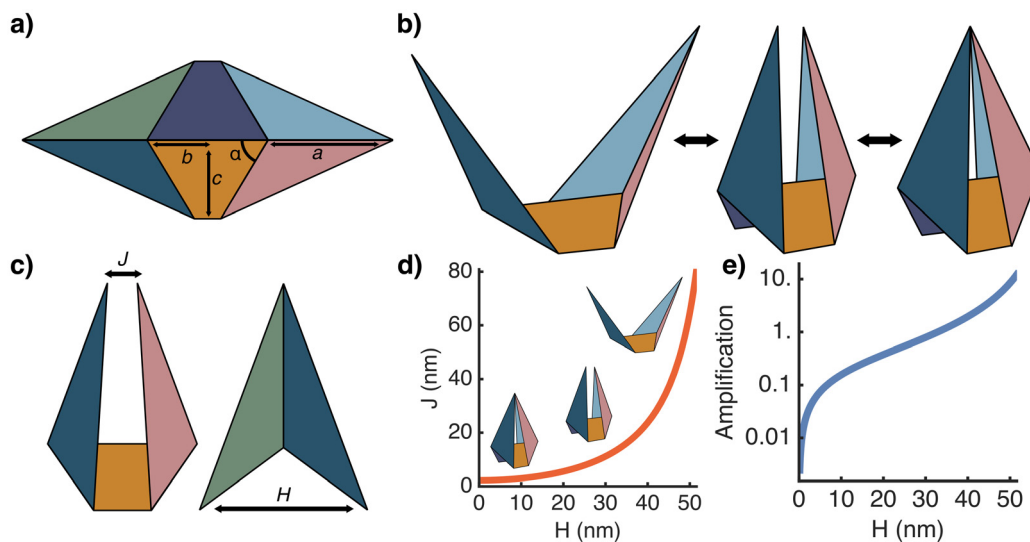 a)
b
α
a
c
b)
c)
J
H
d)
80
60
40
20
0
J (nm)
0 10 20 30 40 50
H (nm)
e)
10.
1.
0.1
0.01
Amplification
0 10 20 30 40 50
H (nm)